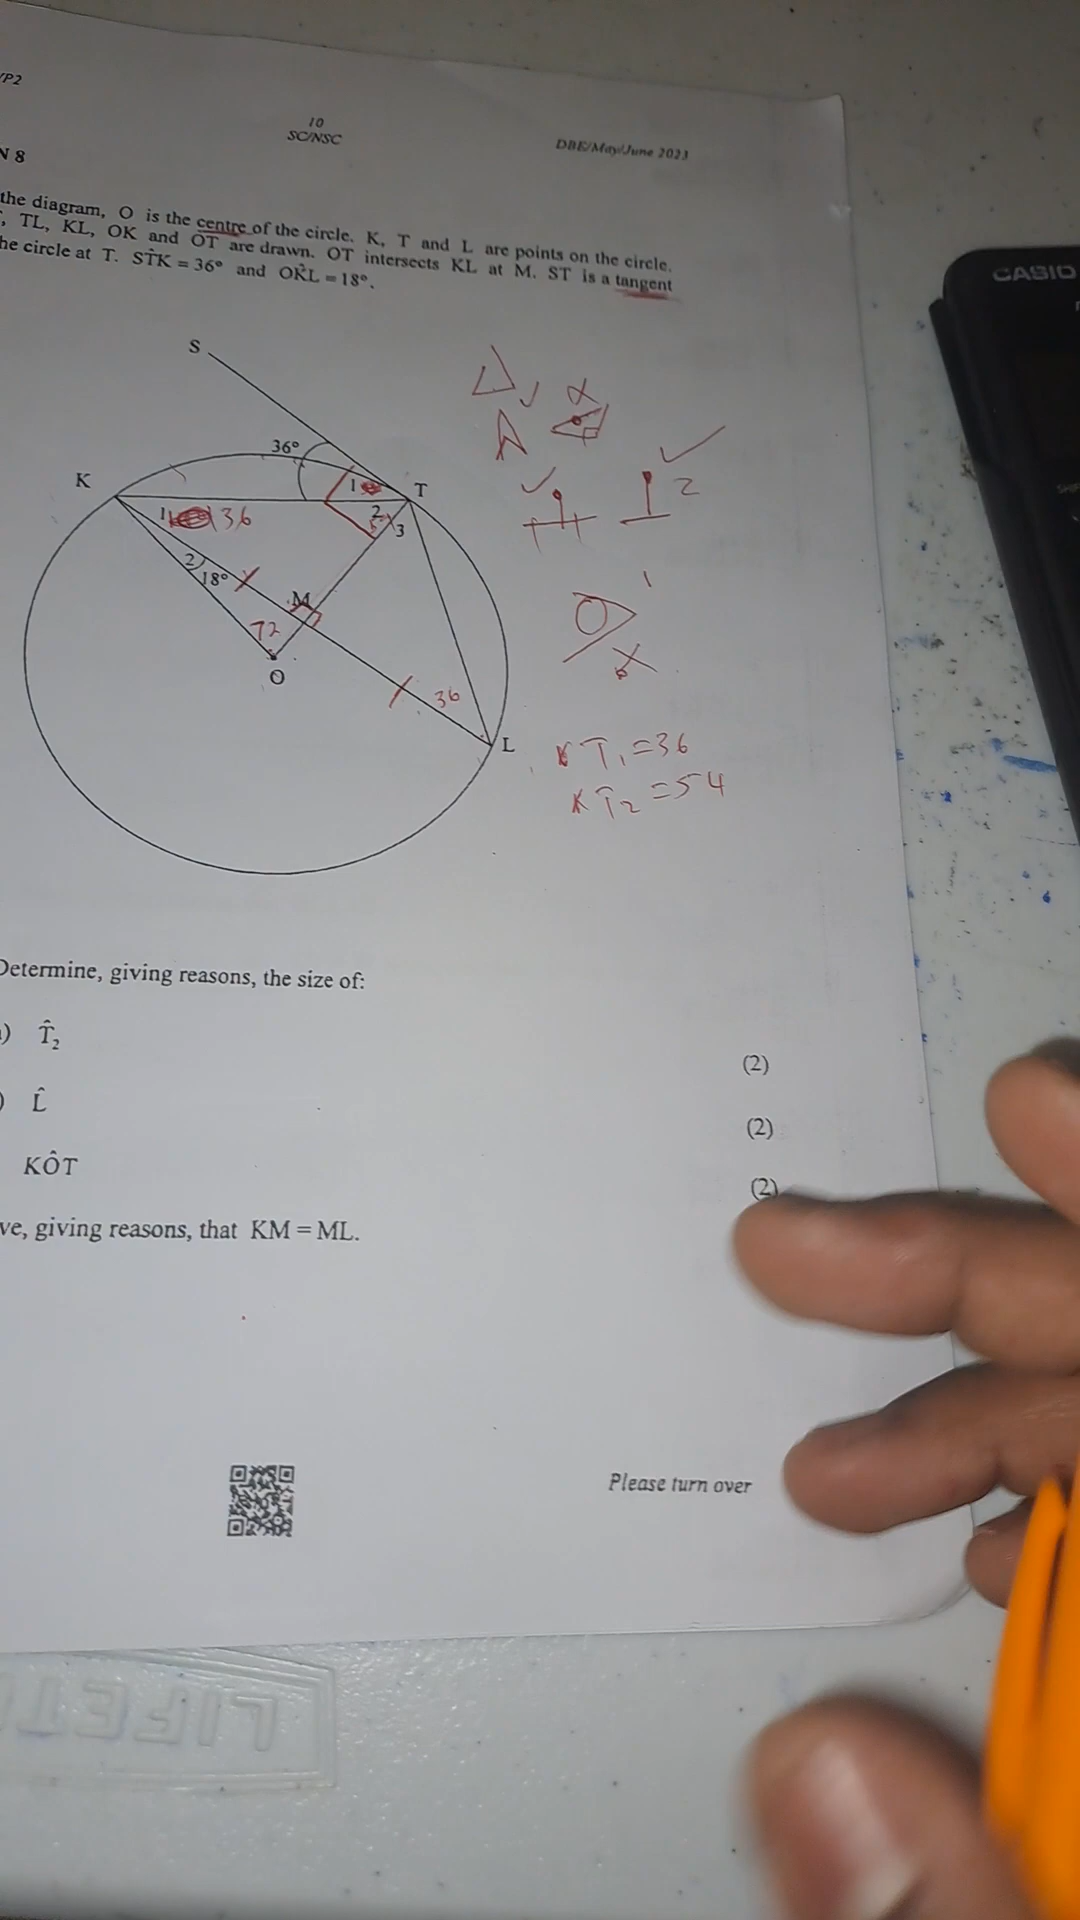 /P2
10
SC/NSC
DBE/May/June 2023
N 8
the diagram, O is the centre of the circle. K, T and L are points on the circle.
, TL, KL, OK and OT are drawn. OT intersects KL at M. ST is a tangent
he circle at T. ST̂K = 36° and OK̂L = 18°.
S
36°
K
1
T
1
36
2
3
2
18°
M
72
O
36
L
2
1
T̂₁ = 36
T̂₂ = 54
Determine, giving reasons, the size of:
) T̂₂
(2)
) L̂
(2)
KÔT
(2)
ve, giving reasons, that KM = ML.
Please turn over
CASIO
LIFET